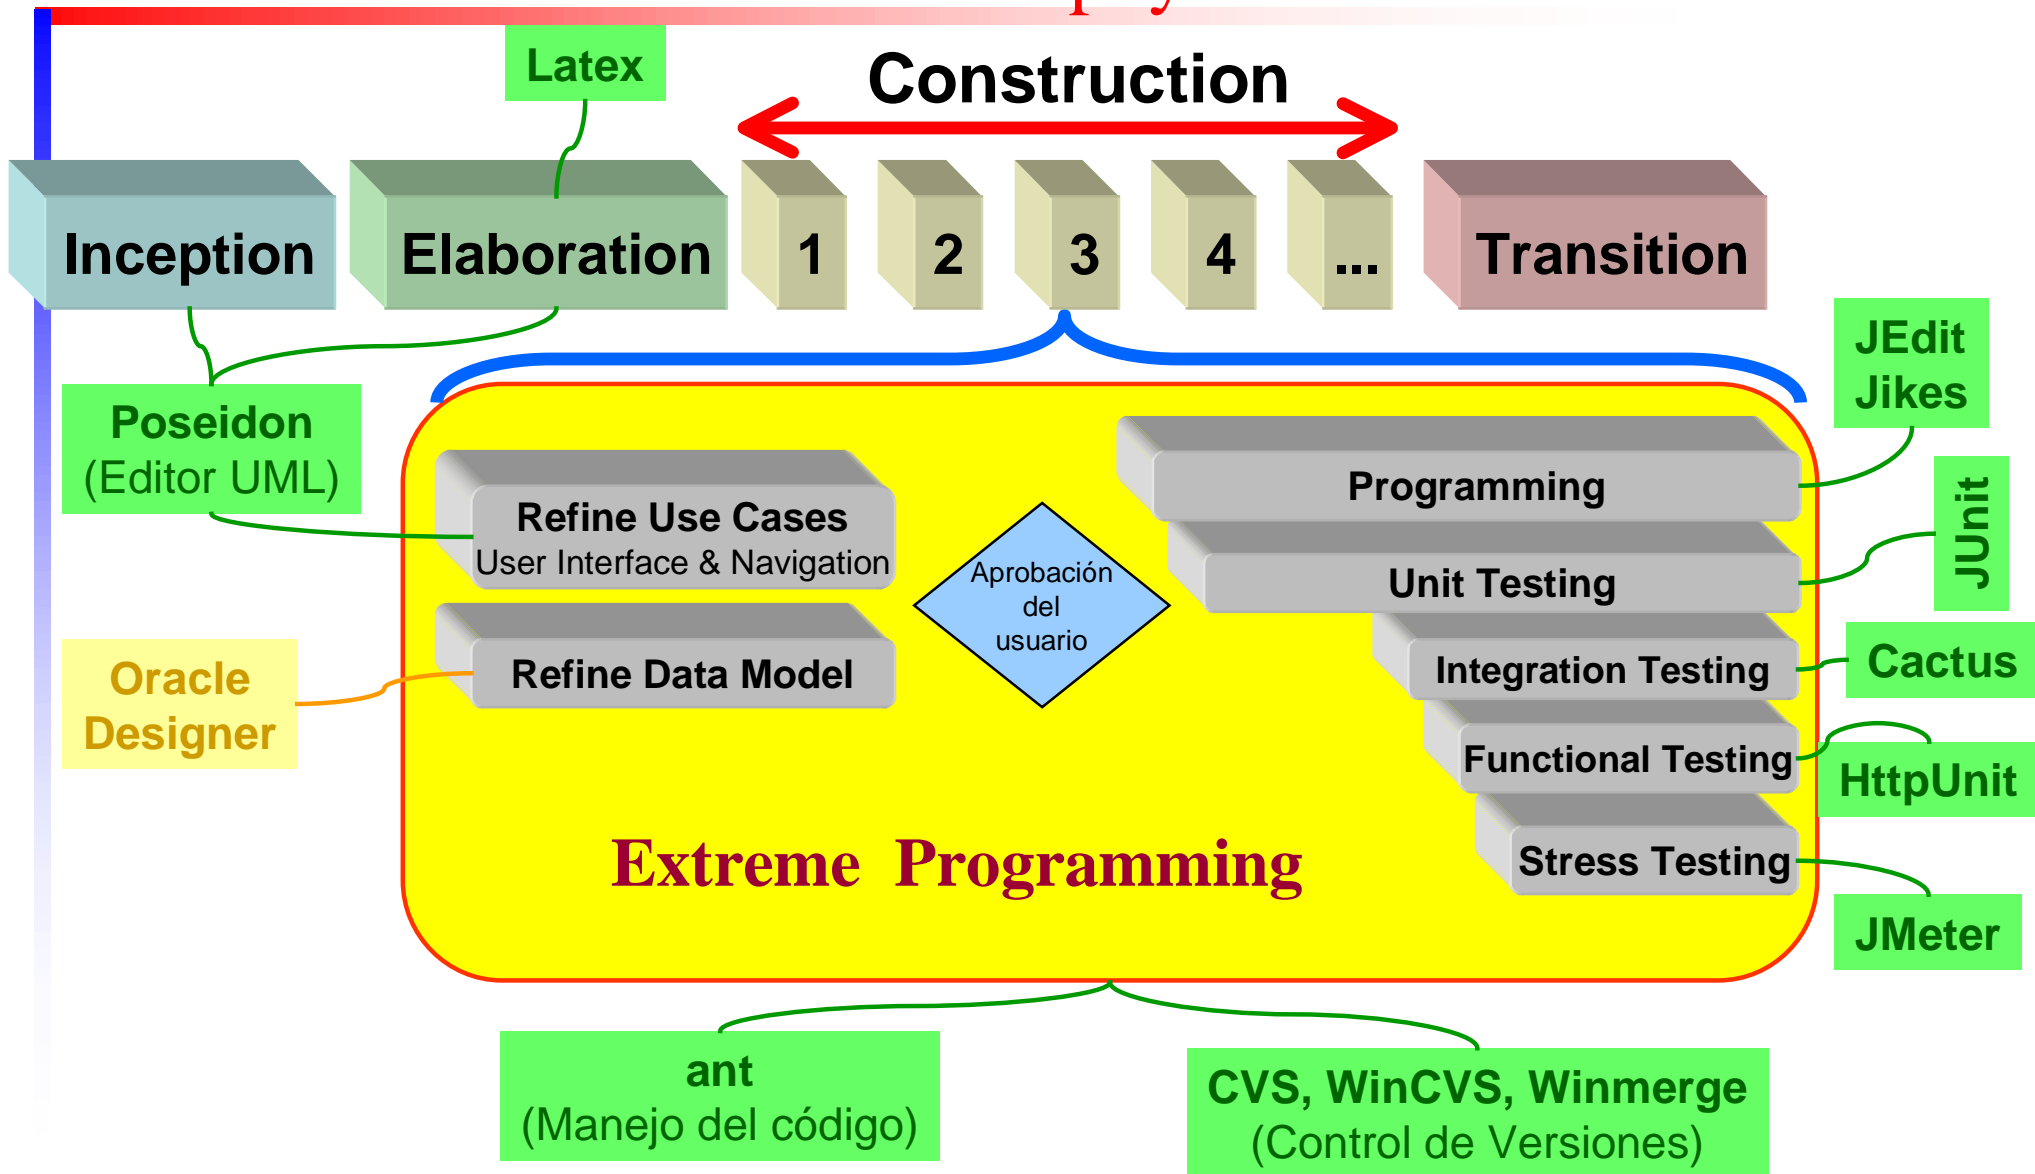 Latex
Construction
Inception
Elaboration
1
2
3
4
...
Transition
JEdit
Jikes
Poseidon
(Editor UML)
Programming
Refine Use Cases
User Interface & Navigation
Aprobación
del
usuario
Unit Testing
JUnit
Oracle
Designer
Refine Data Model
Integration Testing
Cactus
Functional Testing
HttpUnit
Extreme Programming
Stress Testing
JMeter
ant
(Manejo del código)
CVS, WinCVS, Winmerge
(Control de Versiones)